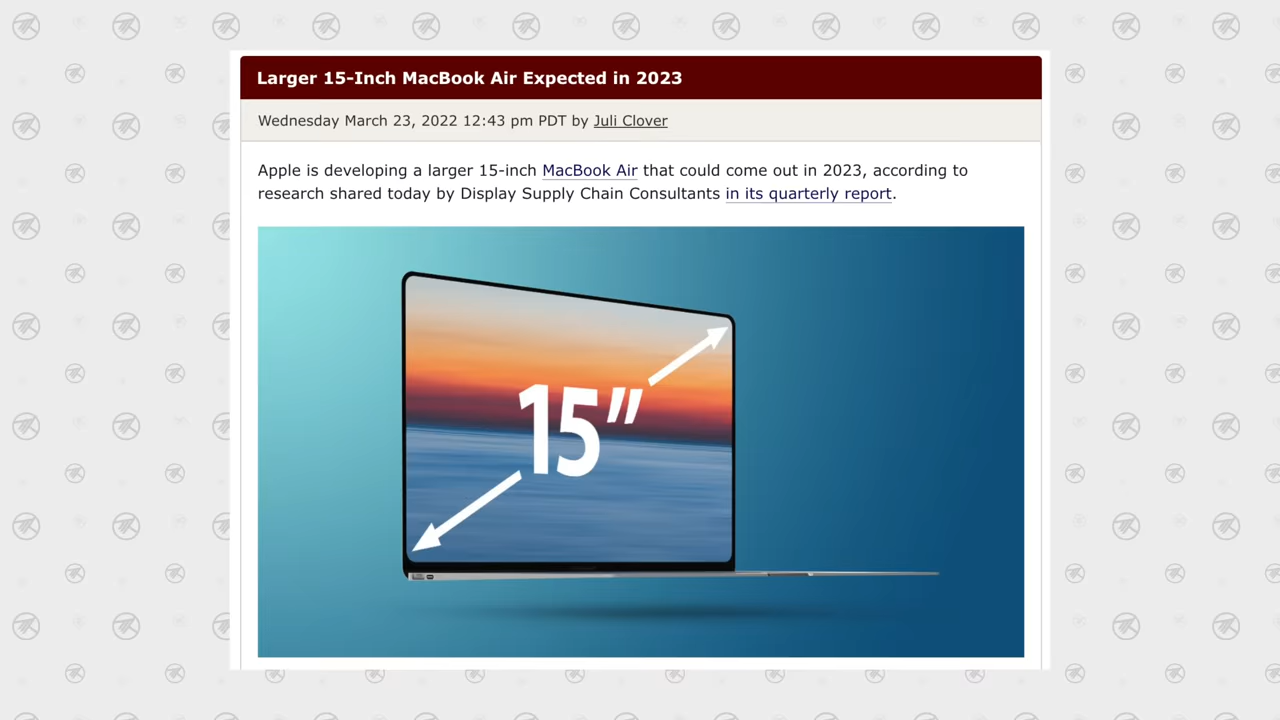 Larger 15-Inch MacBook Air Expected in 2023
Wednesday March 23, 2022 12:43 pm PDT by Juli Clover
Apple is developing a larger 15-inch MacBook Air that could come out in 2023, according to
research shared today by Display Supply Chain Consultants in its quarterly report.
15″